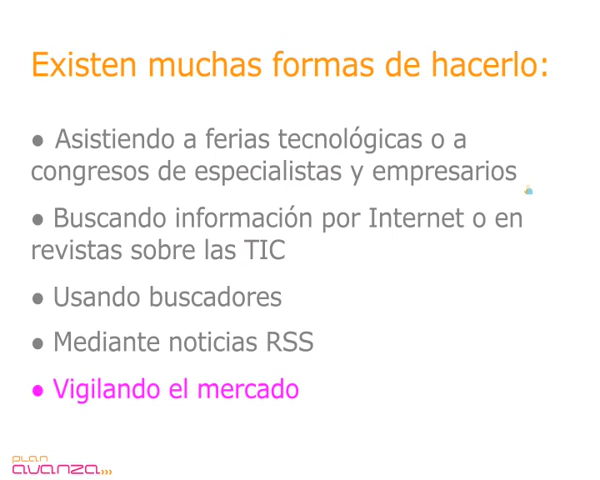 Existen muchas formas de hacerlo:
● Asistiendo a ferias tecnológicas o a
congresos de especialistas y empresarios
● Buscando información por Internet o en
revistas sobre las TIC
● Usando buscadores
● Mediante noticias RSS
● Vigilando el mercado
PLAN
avanza>>>